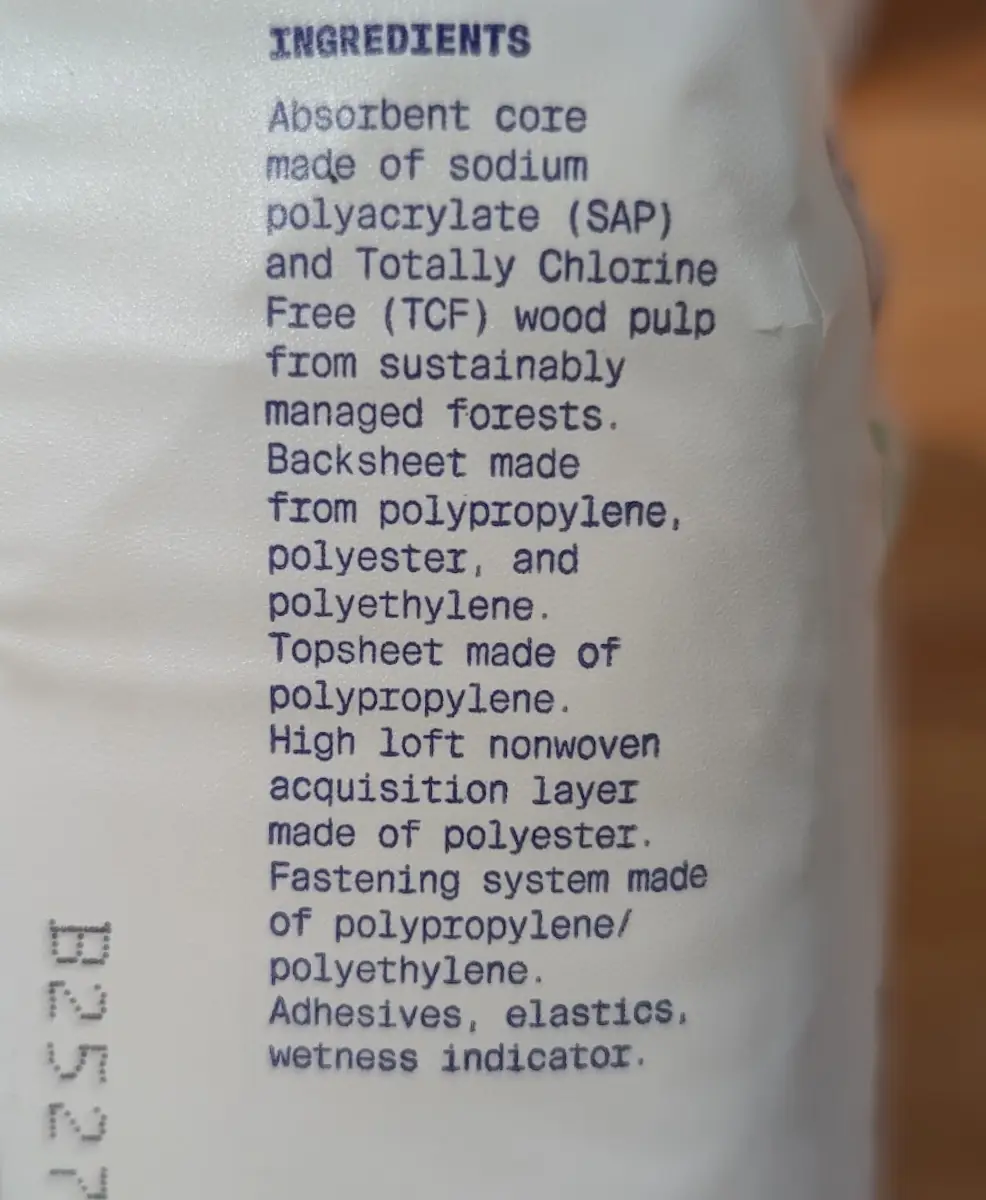 INGREDIENTS
Absorbent core
made of sodium
polyacrylate (SAP)
and Totally Chlorine
Free (TCF) wood pulp
from sustainably
managed forests.
Backsheet made
from polypropylene,
polyester, and
polyethylene.
Topsheet made of
polypropylene.
High loft nonwoven
acquisition layer
made of polyester.
Fastening system made
of polypropylene/
polyethylene.
Adhesives, elastics,
wetness indicator.
B2527